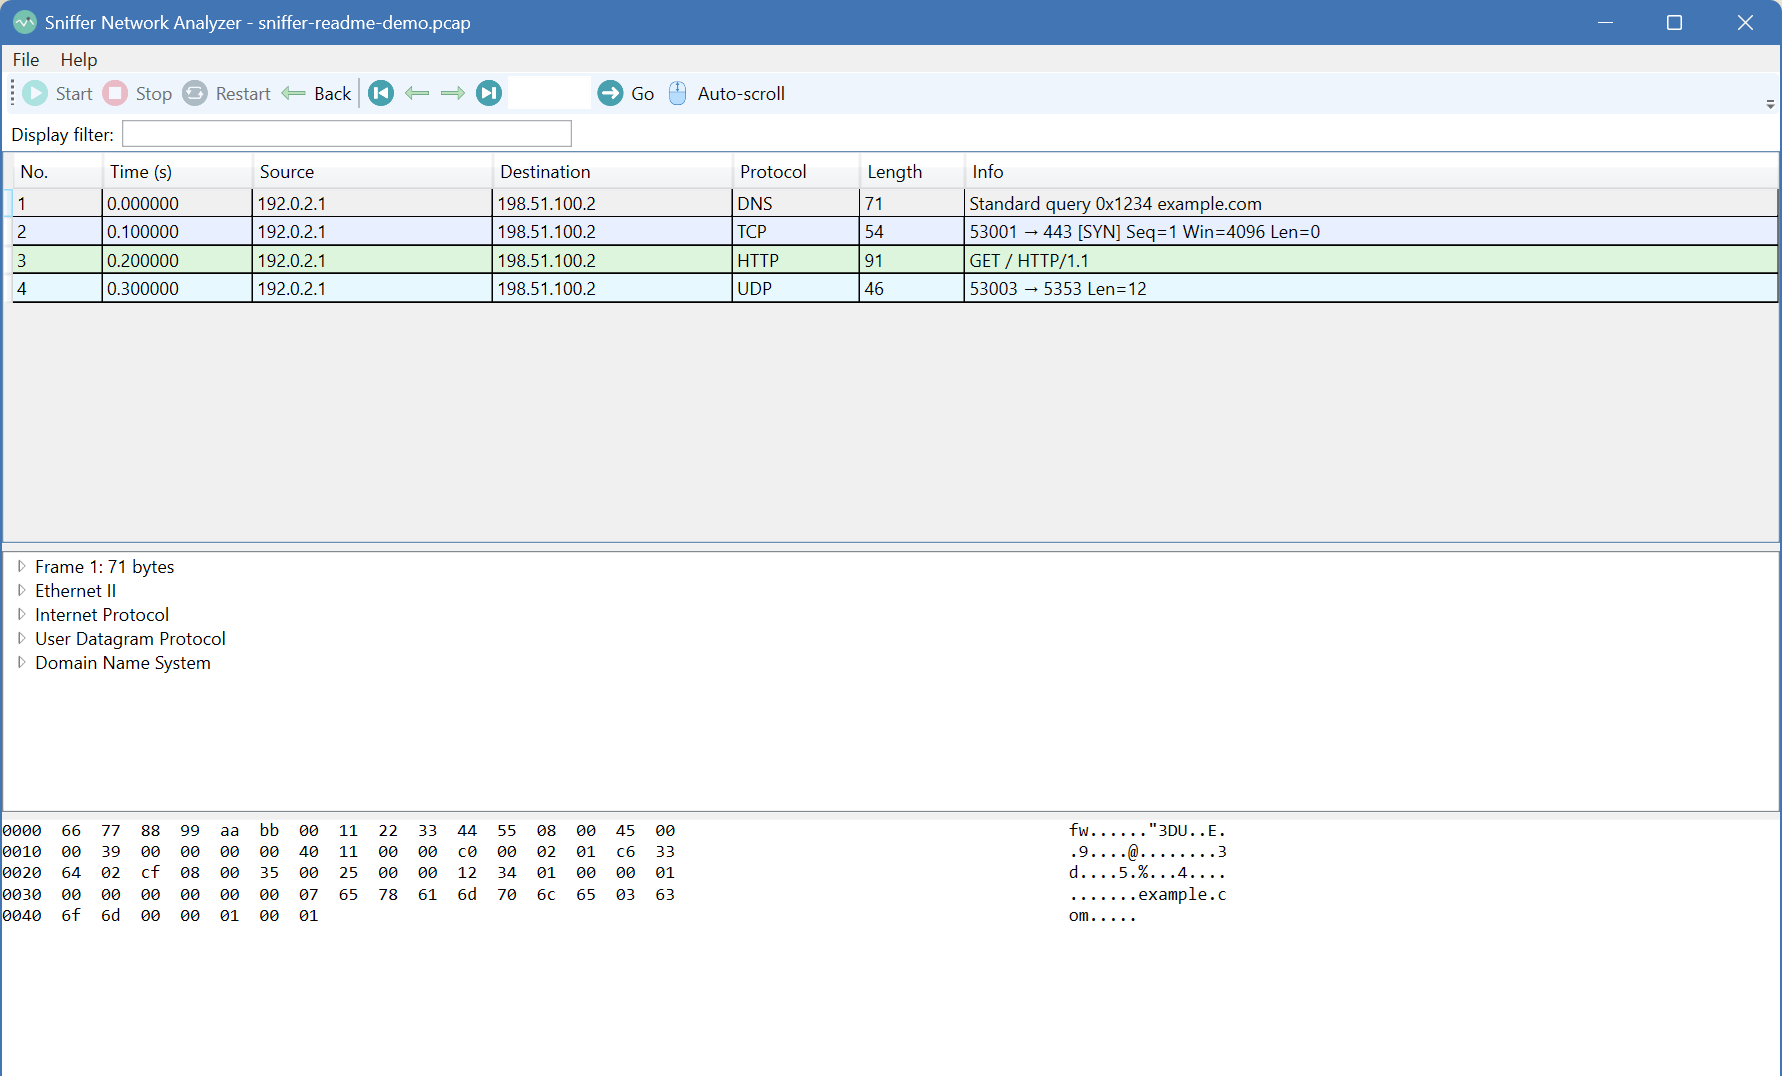 Sniffer Network Analyzer - sniffer-readme-demo.pcap
File Help
Start Stop Restart Back Go Auto-scroll
Display filter:
No. Time (s) Source Destination Protocol Length Info
1 0.000000 192.0.2.1 198.51.100.2 DNS 71 Standard query 0x1234 example.com
2 0.100000 192.0.2.1 198.51.100.2 TCP 54 53001 → 443 [SYN] Seq=1 Win=4096 Len=0
3 0.200000 192.0.2.1 198.51.100.2 HTTP 91 GET / HTTP/1.1
4 0.300000 192.0.2.1 198.51.100.2 UDP 46 53003 → 5353 Len=12
Frame 1: 71 bytes
Ethernet II
Internet Protocol
User Datagram Protocol
Domain Name System
0000 66 77 88 99 aa bb 00 11 22 33 44 55 08 00 45 00 fw......"3DU..E.
0010 00 39 00 00 00 00 40 11 00 00 c0 00 02 01 c6 33 .9....@........3
0020 64 02 cf 08 00 35 00 25 00 00 12 34 01 00 00 01 d....5.%...4....
0030 00 00 00 00 00 00 07 65 78 61 6d 70 6c 65 03 63 .......example.c
0040 6f 6d 00 00 01 00 01 om.....